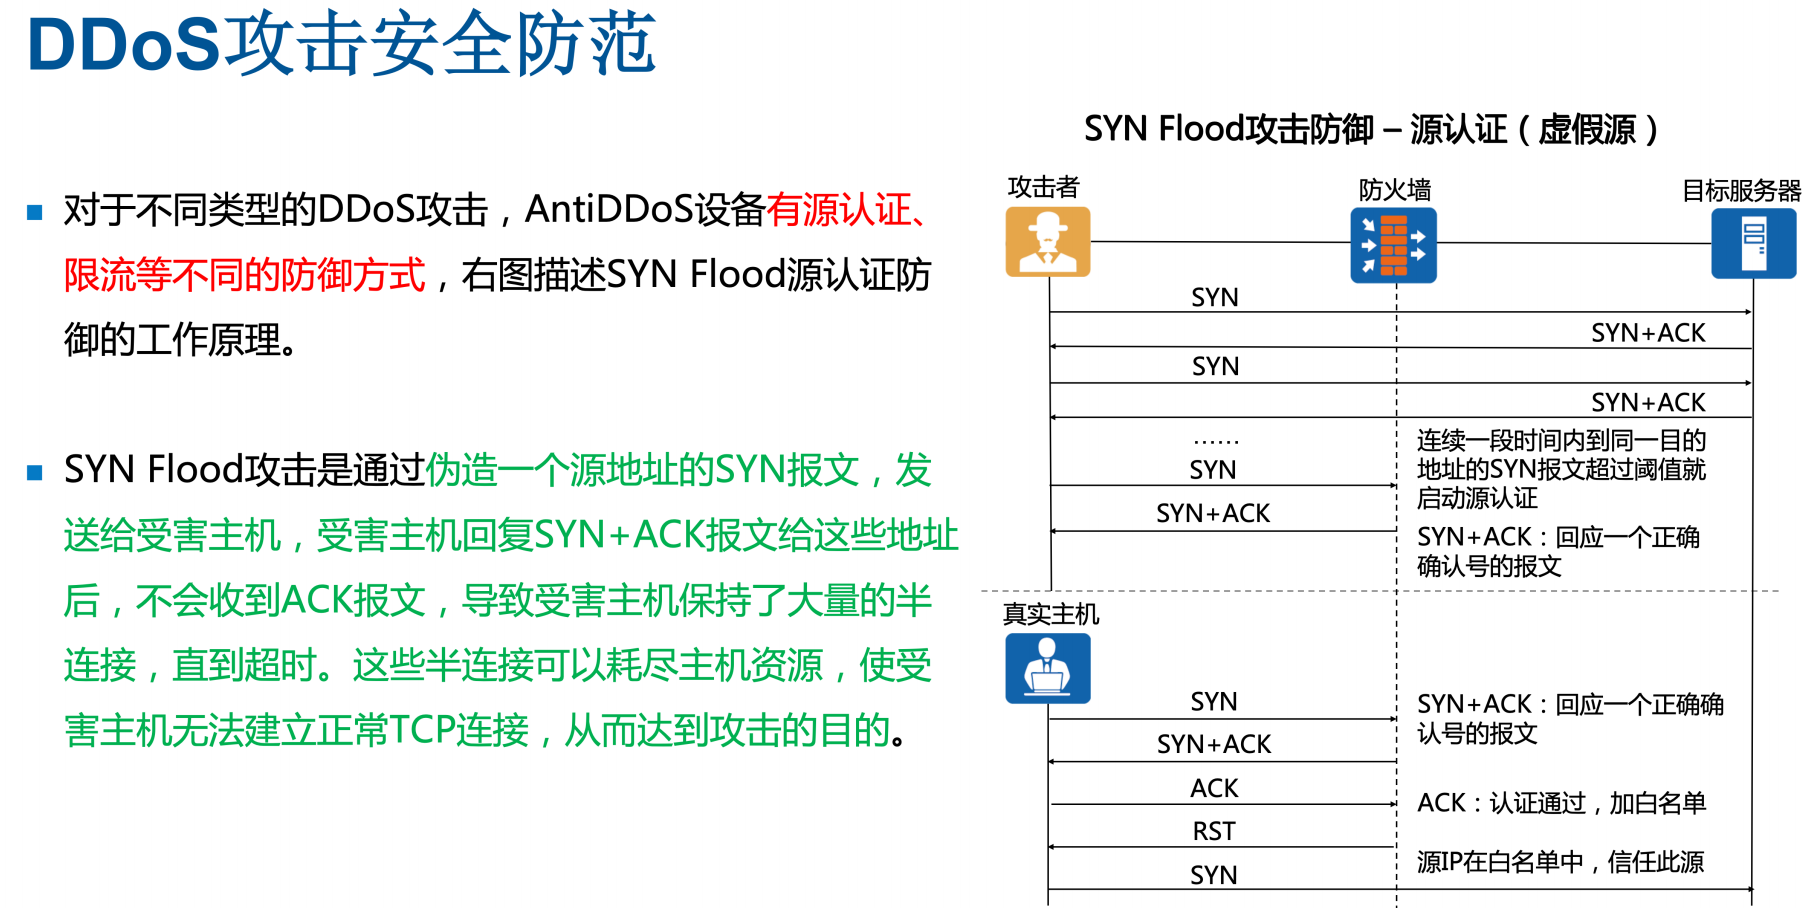 DDoS攻击安全防范
对于不同类型的DDoS攻击，AntiDDoS设备有源认证、
限流等不同的防御方式，右图描述SYN Flood源认证防
御的工作原理。
SYN Flood攻击是通过伪造一个源地址的SYN报文，发
送给受害主机，受害主机回复SYN+ACK报文给这些地址
后，不会收到ACK报文，导致受害主机保持了大量的半
连接，直到超时。这些半连接可以耗尽主机资源，使受
害主机无法建立正常TCP连接，从而达到攻击的目的。
SYN Flood攻击防御 – 源认证（虚假源）
攻击者
防火墙
目标服务器
SYN
SYN+ACK
SYN
SYN+ACK
……
SYN
SYN+ACK
连续一段时间内到同一目的
地址的SYN报文超过阈值就
启动源认证
SYN+ACK：回应一个正确
确认号的报文
真实主机
SYN
SYN+ACK
ACK
RST
SYN
SYN+ACK：回应一个正确确
认号的报文
ACK：认证通过，加白名单
源IP在白名单中，信任此源